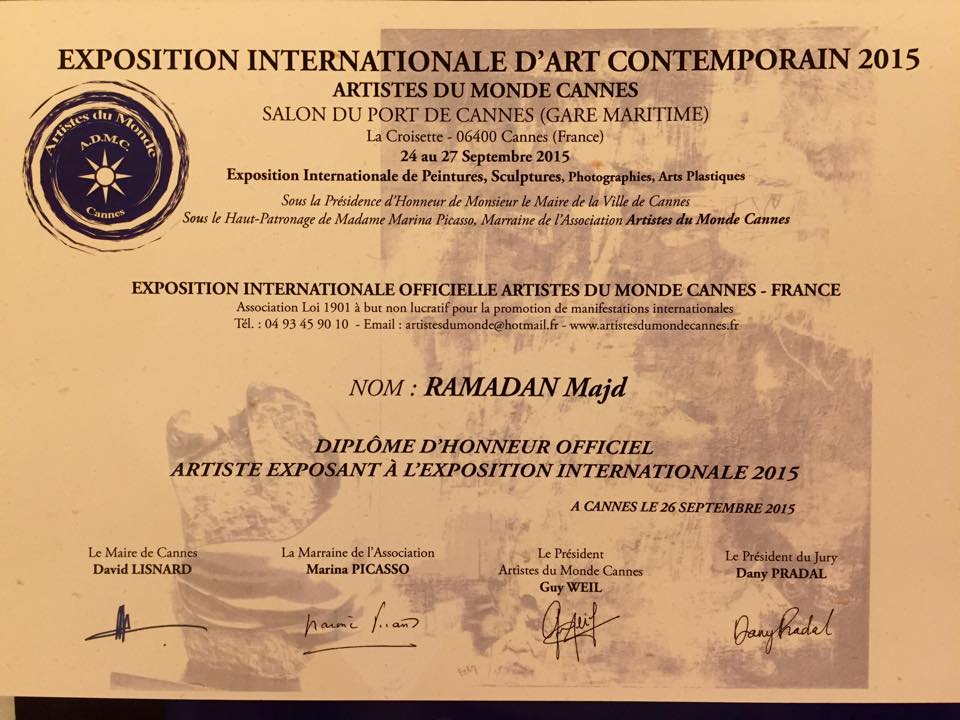 EXPOSITION INTERNATIONALE D'ART CONTEMPORAIN 2015
ARTISTES DU MONDE CANNES
SALON DU PORT DE CANNES (GARE MARITIME)
La Croisette - 06400 Cannes (France)
24 au 27 Septembre 2015
Exposition Internationale de Peintures, Sculptures, Photographies, Arts Plastiques
Sous la Présidence d'Honneur de Monsieur le Maire de la Ville de Cannes
Sous le Haut-Patronage de Madame Marina Picasso, Marraine de l'Association Artistes du Monde Cannes
Artistes du Monde
A.D.M.C.
Cannes
EXPOSITION INTERNATIONALE OFFICIELLE ARTISTES DU MONDE CANNES - FRANCE
Association Loi 1901 à but non lucratif pour la promotion de manifestations internationales
Tél. : 04 93 45 90 10 - Email : artistesdumonde@hotmail.fr - www.artistesdumondecannes.fr
NOM : RAMADAN Majd
DIPLÔME D'HONNEUR OFFICIEL
ARTISTE EXPOSANT À L'EXPOSITION INTERNATIONALE 2015
A CANNES LE 26 SEPTEMBRE 2015
Le Maire de Cannes
David LISNARD
La Marraine de l'Association
Marina PICASSO
Le Président
Artistes du Monde Cannes
Guy WEIL
Le Président du Jury
Dany PRADAL
Dany Pradal